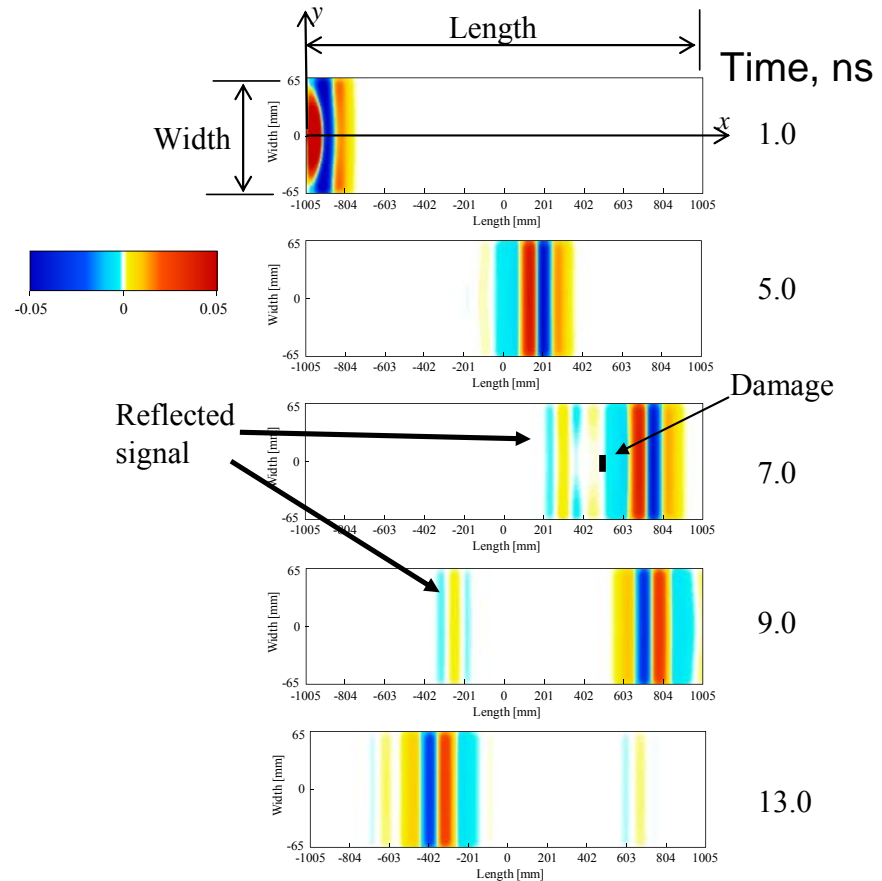 y
Length
Time, ns
65
0
-65
Width [mm]
Width
x
1.0
-1005 -804 -603 -402 -201 0 201 402 603 804 1005
Length [mm]
65
0
-65
Width [mm]
5.0
-0.05 0 0.05
-1005 -804 -603 -402 -201 0 201 402 603 804 1005
Length [mm]
Damage
Reflected
signal
65
0
-65
Width [mm]
7.0
-1005 -804 -603 -402 -201 0 201 402 603 804 1005
Length [mm]
65
0
-65
Width [mm]
9.0
-1005 -804 -603 -402 -201 0 201 402 603 804 1005
Length [mm]
65
0
-65
Width [mm]
13.0
-1005 -804 -603 -402 -201 0 201 402 603 804 1005
Length [mm]